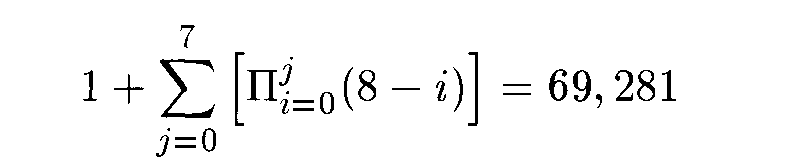 $1 + \sum_{j=0}^{7} \left[ \Pi_{i=0}^{j} (8 - i) \right] = 69,281$